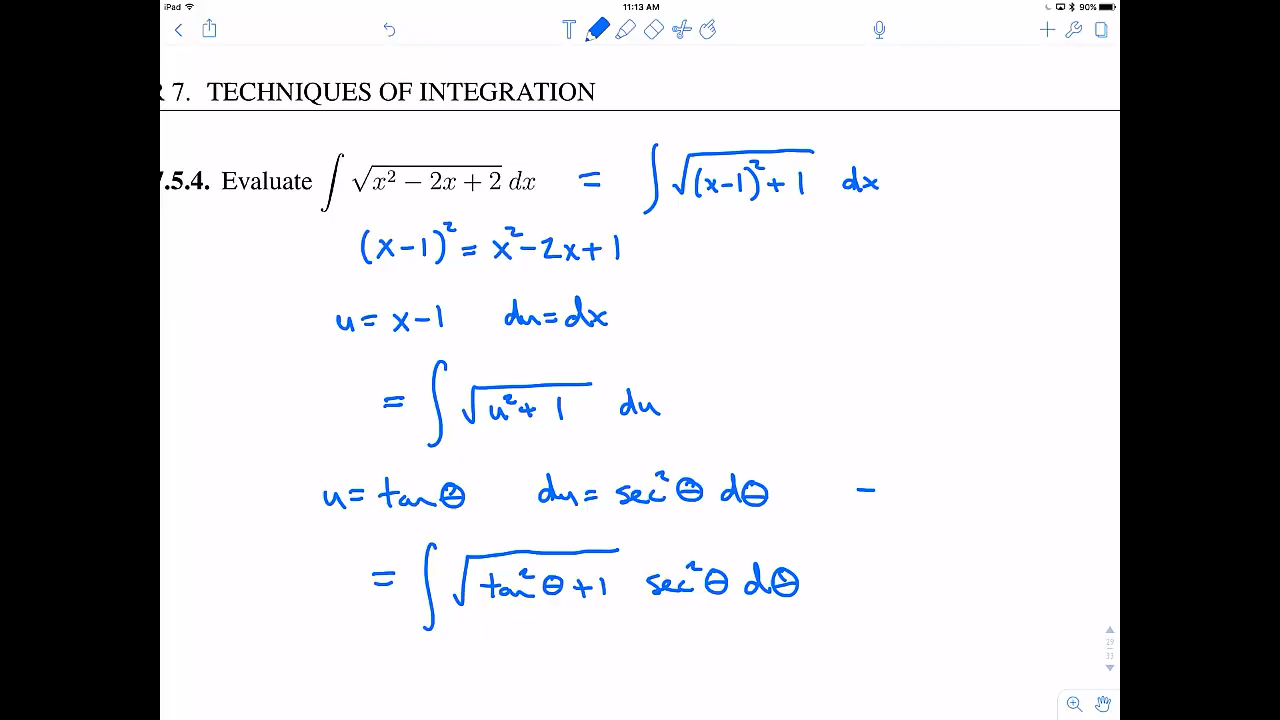 iPad 11:13 AM 90%
T
R 7. TECHNIQUES OF INTEGRATION
7.5.4. Evaluate ∫ √(x² − 2x + 2) dx = ∫ √((x-1)² + 1) dx
(x-1)² = x² - 2x + 1
u = x-1 du = dx
= ∫ √(u² + 1) du
u = tan θ du = sec² θ dθ -
= ∫ √(tan² θ + 1) sec² θ dθ
29
33